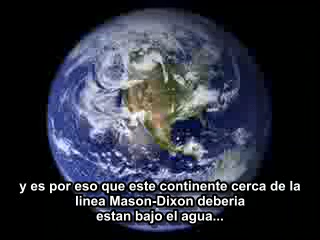 y es por eso que este continente cerca de la
linea Mason-Dixon deberia
estan bajo el agua...